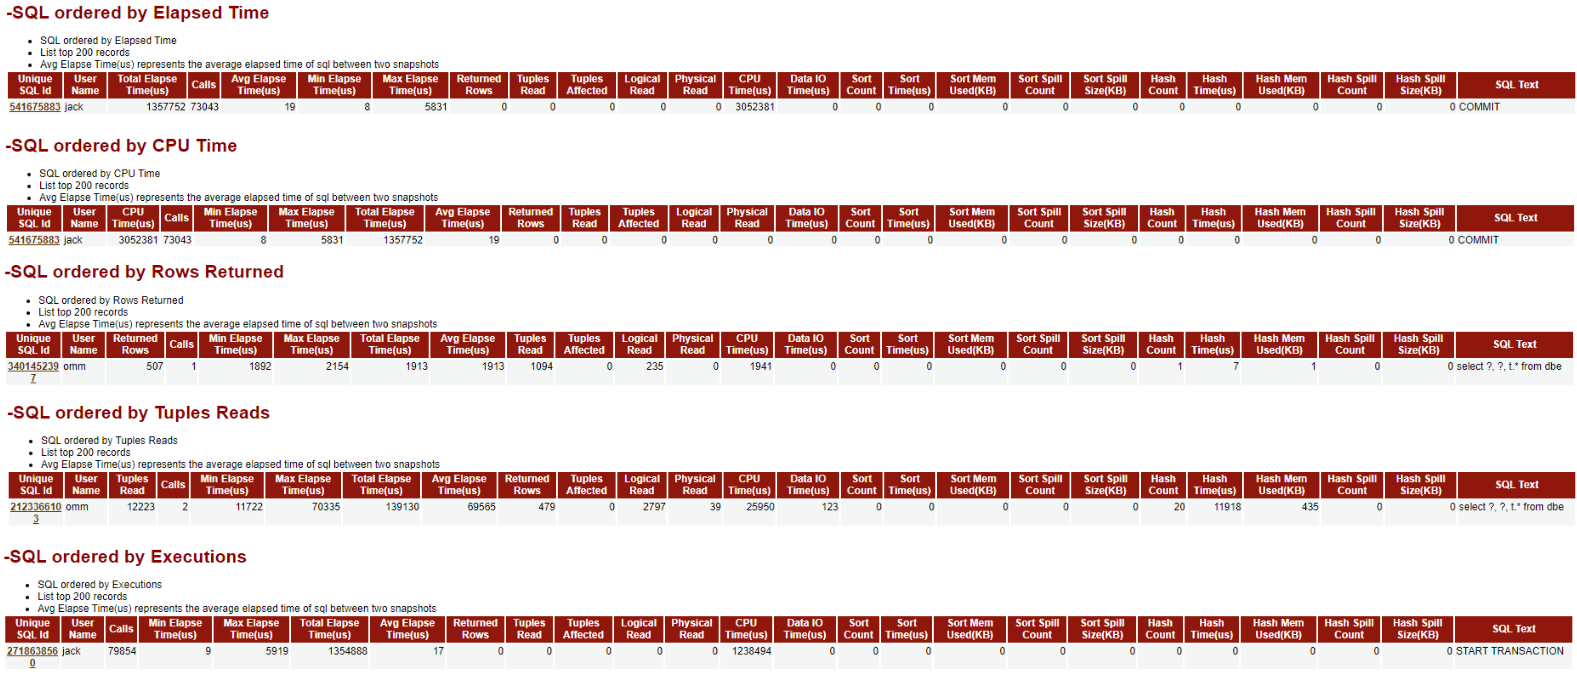 -SQL ordered by Elapsed Time
SQL ordered by Elapsed Time
List top 200 records
Avg Elapse Time(us) represents the average elapsed time of sql between two snapshots
Unique SQL Id User Name Total Elapse Time(us) Calls Avg Elapse Time(us) Min Elapse Time(us) Max Elapse Time(us) Returned Rows Tuples Read Tuples Affected Logical Read Physical Read CPU Time(us) Data IO Time(us) Sort Count Sort Time(us) Sort Mem Used(KB) Sort Spill Count Sort Spill Size(KB) Hash Count Hash Time(us) Hash Mem Used(KB) Hash Spill Count Hash Spill Size(KB) SQL Text
541675883 jack 1357752 73043 19 8 5831 0 0 0 0 0 3052381 0 0 0 0 0 0 0 0 0 0 0 COMMIT
-SQL ordered by CPU Time
SQL ordered by CPU Time
List top 200 records
Avg Elapse Time(us) represents the average elapsed time of sql between two snapshots
Unique SQL Id User Name CPU Time(us) Calls Min Elapse Time(us) Max Elapse Time(us) Total Elapse Time(us) Avg Elapse Time(us) Returned Rows Tuples Read Tuples Affected Logical Read Physical Read Data IO Time(us) Sort Count Sort Time(us) Sort Mem Used(KB) Sort Spill Count Sort Spill Size(KB) Hash Count Hash Time(us) Hash Mem Used(KB) Hash Spill Count Hash Spill Size(KB) SQL Text
541675883 jack 3052381 73043 8 5831 1357752 19 0 0 0 0 0 0 0 0 0 0 0 0 0 0 0 0 COMMIT
-SQL ordered by Rows Returned
SQL ordered by Rows Returned
List top 200 records
Avg Elapse Time(us) represents the average elapsed time of sql between two snapshots
Unique SQL Id User Name Returned Rows Calls Min Elapse Time(us) Max Elapse Time(us) Total Elapse Time(us) Avg Elapse Time(us) Tuples Read Tuples Affected Logical Read Physical Read CPU Time(us) Data IO Time(us) Sort Count Sort Time(us) Sort Mem Used(KB) Sort Spill Count Sort Spill Size(KB) Hash Count Hash Time(us) Hash Mem Used(KB) Hash Spill Count Hash Spill Size(KB) SQL Text
340145239 omm 507 1 1892 2154 1913 1913 1094 0 235 0 1941 0 0 0 0 0 0 1 7 1 0 0 select ?, ?, t.* from dbe
7
-SQL ordered by Tuples Reads
SQL ordered by Tuples Reads
List top 200 records
Avg Elapse Time(us) represents the average elapsed time of sql between two snapshots
Unique SQL Id User Name Tuples Read Calls Min Elapse Time(us) Max Elapse Time(us) Total Elapse Time(us) Avg Elapse Time(us) Returned Rows Tuples Affected Logical Read Physical Read CPU Time(us) Data IO Time(us) Sort Count Sort Time(us) Sort Mem Used(KB) Sort Spill Count Sort Spill Size(KB) Hash Count Hash Time(us) Hash Mem Used(KB) Hash Spill Count Hash Spill Size(KB) SQL Text
212336610 omm 12223 2 11722 70335 139130 69565 479 0 2797 39 25950 123 0 0 0 0 0 20 11918 435 0 0 select ?, ?, t.* from dbe
3
-SQL ordered by Executions
SQL ordered by Executions
List top 200 records
Avg Elapse Time(us) represents the average elapsed time of sql between two snapshots
Unique SQL Id User Name Calls Min Elapse Time(us) Max Elapse Time(us) Total Elapse Time(us) Avg Elapse Time(us) Returned Rows Tuples Read Tuples Affected Logical Read Physical Read CPU Time(us) Data IO Time(us) Sort Count Sort Time(us) Sort Mem Used(KB) Sort Spill Count Sort Spill Size(KB) Hash Count Hash Time(us) Hash Mem Used(KB) Hash Spill Count Hash Spill Size(KB) SQL Text
271863856 jack 79854 9 5919 1354888 17 0 0 0 0 0 1238494 0 0 0 0 0 0 0 0 0 0 0 START TRANSACTION
0